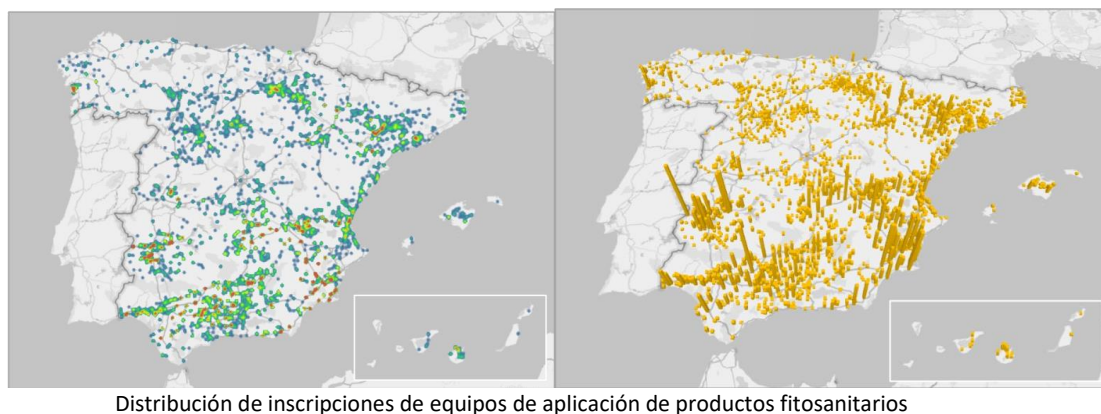 Distribución de inscripciones de equipos de aplicación de productos fitosanitarios